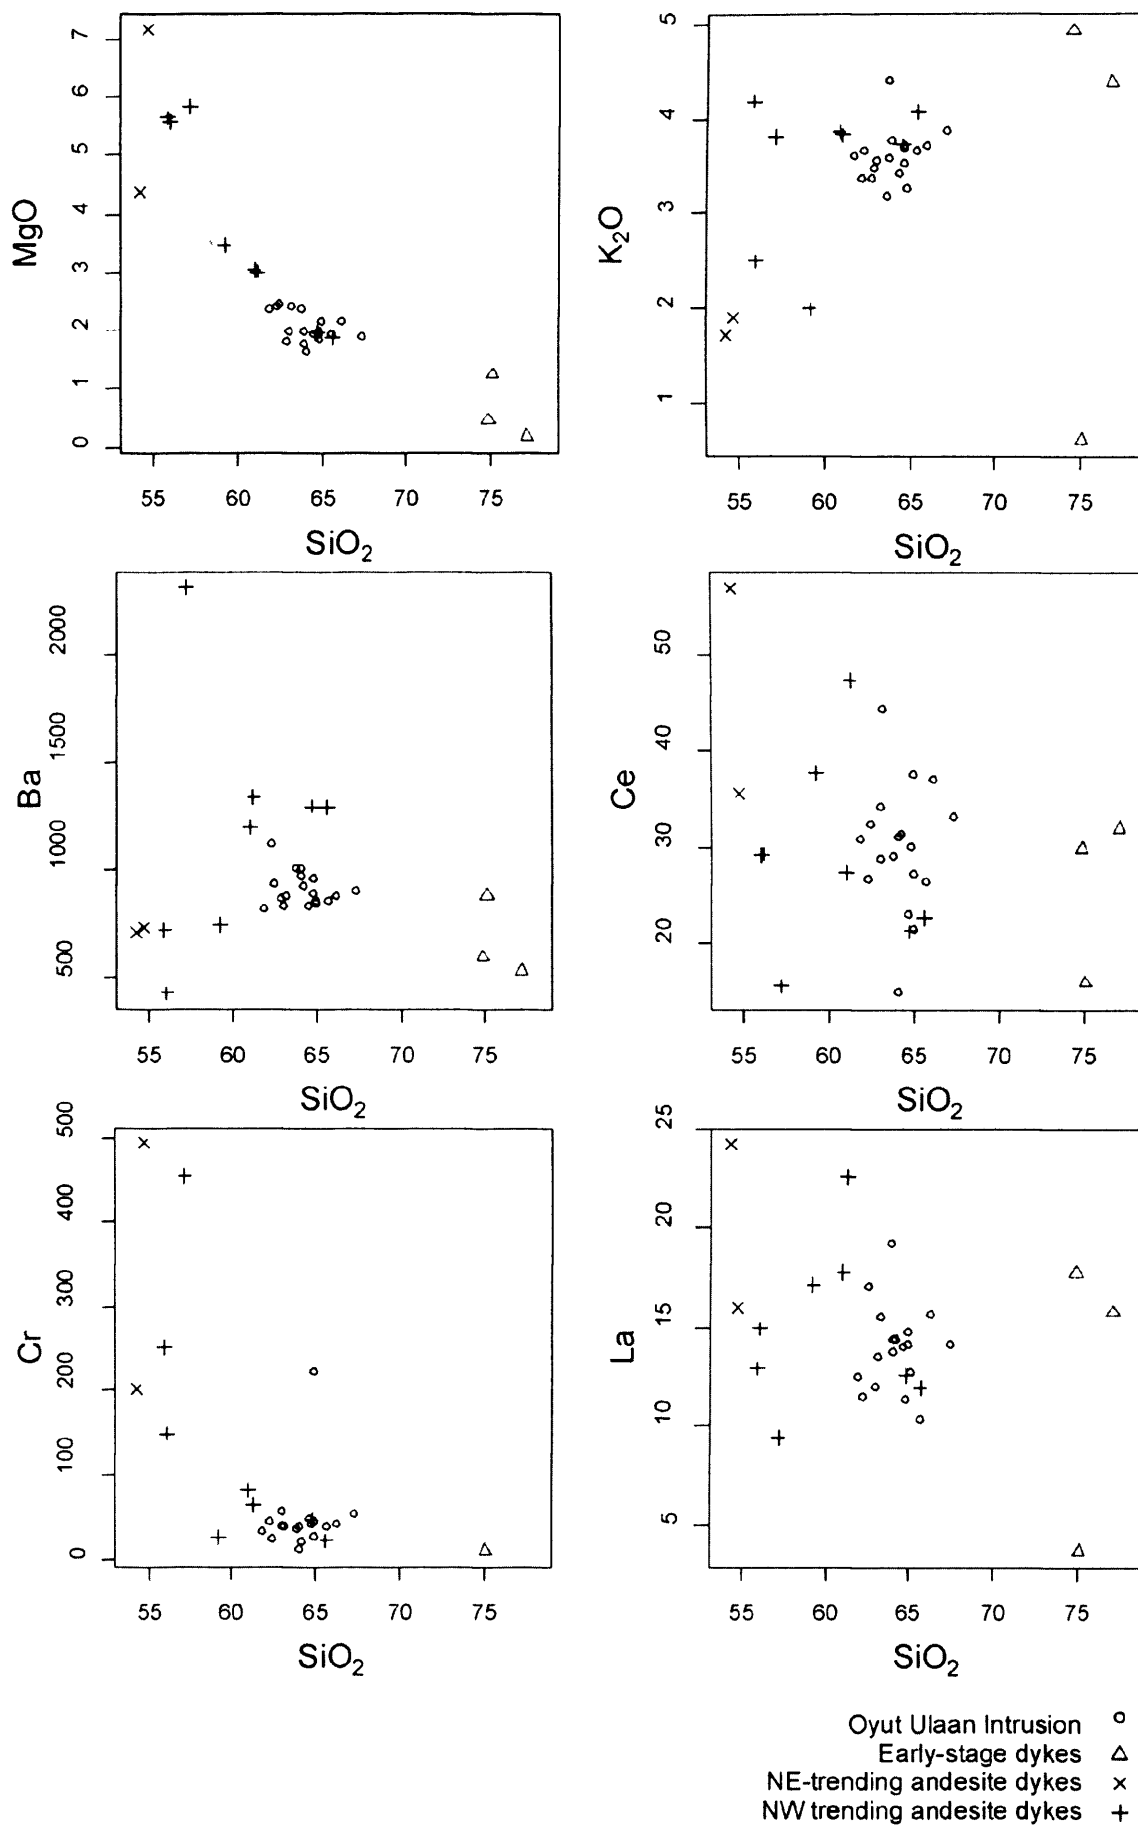 MgO
7
6
5
4
3
2
1
0
55 60 65 70 75
SiO₂
K₂O
5
4
3
2
1
55 60 65 70 75
SiO₂
Ba
2000
1500
1000
500
55 60 65 70 75
SiO₂
Ce
50
40
30
20
55 60 65 70 75
SiO₂
Cr
500
400
300
200
100
0
55 60 65 70 75
SiO₂
La
25
20
15
10
5
55 60 65 70 75
SiO₂
Oyut Ulaan Intrusion
Early-stage dykes
NE-trending andesite dykes
NW trending andesite dykes